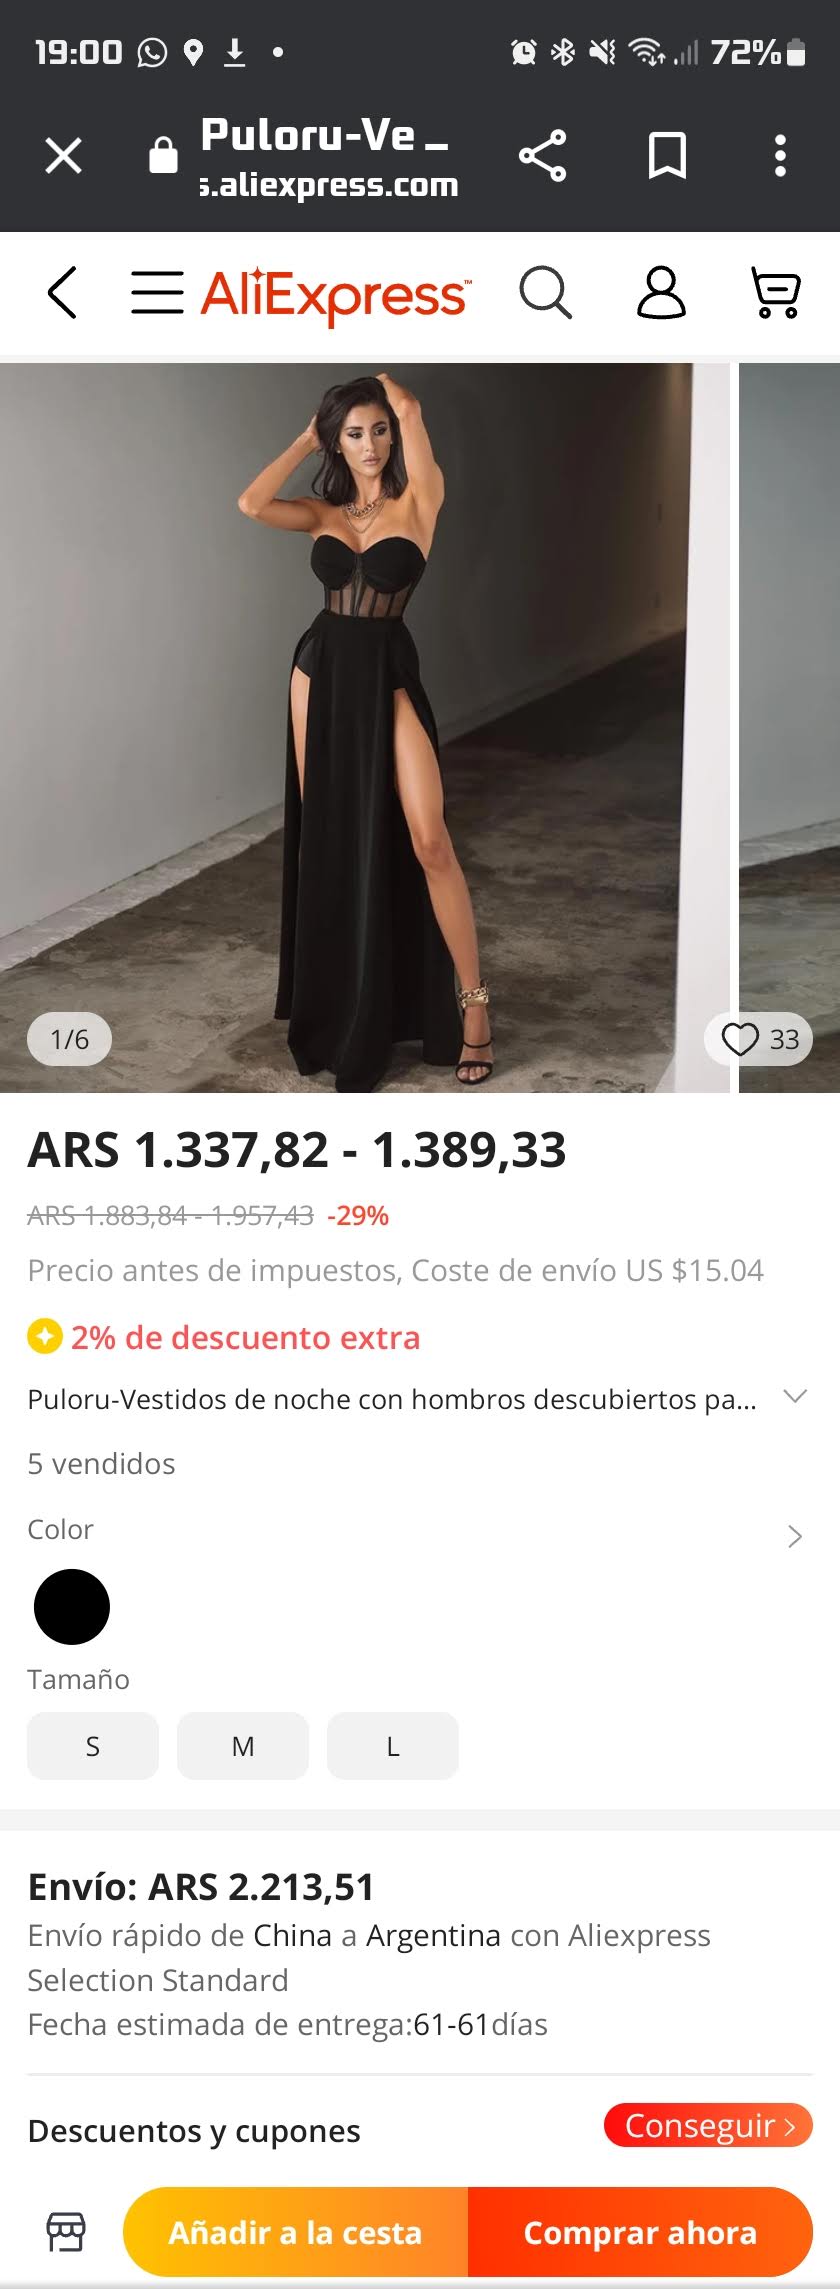 19:00
72%
Puloru-Ve
s.aliexpress.com
AliExpress™
1/6
33
ARS 1.337,82 - 1.389,33
ARS 1.883,84 - 1.957,43 -29%
Precio antes de impuestos, Coste de envío US $15.04
2% de descuento extra
Puloru-Vestidos de noche con hombros descubiertos pa...
5 vendidos
Color
Tamaño
S M L
Envío: ARS 2.213,51
Envío rápido de China a Argentina con Aliexpress
Selection Standard
Fecha estimada de entrega:61-61días
Descuentos y cupones
Conseguir >
Añadir a la cesta
Comprar ahora